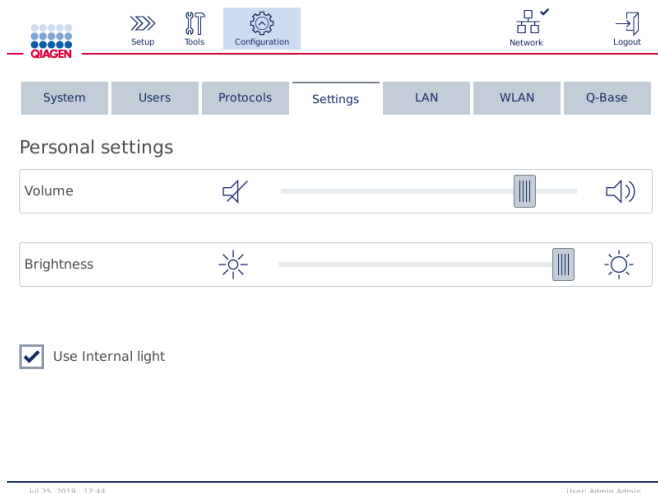 QIAGEN
Setup
Tools
Configuration
Network
Logout
System Users Protocols Settings LAN WLAN Q-Base
Personal settings
Volume
Brightness
Use Internal light
Jul 25, 2019 12:44 User: Admin Admin